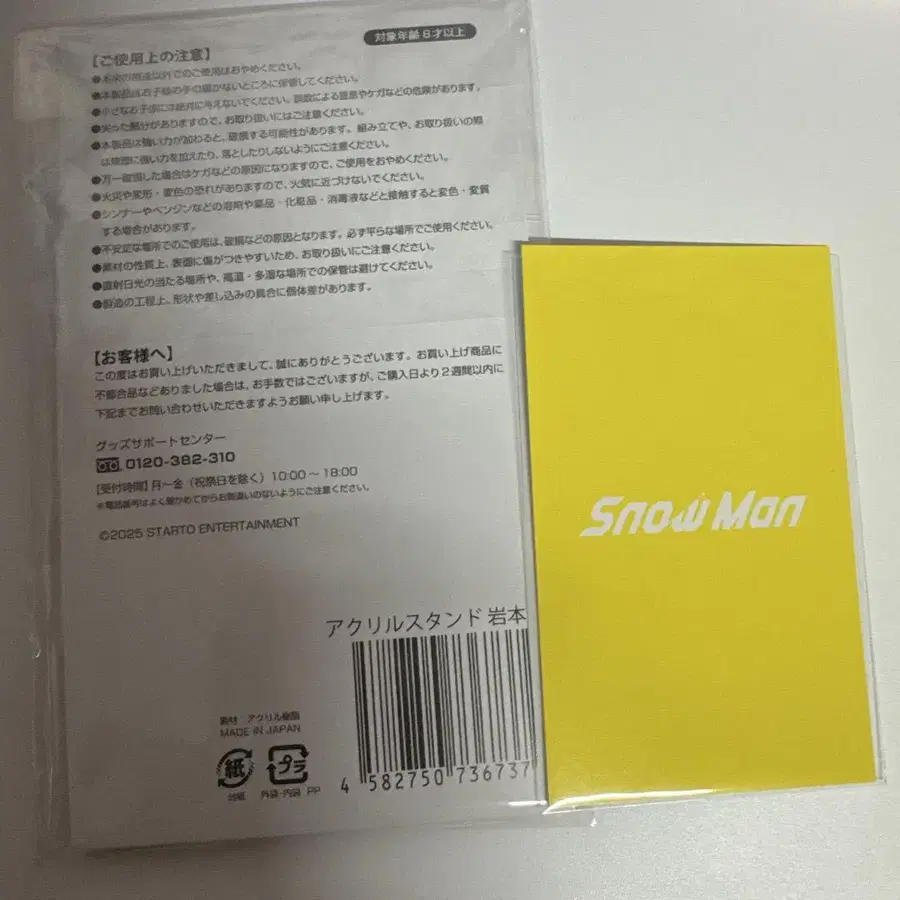 対象年齢6才以上
【ご使用上の注意】
●本来の用途以外でのご使用はおやめください。
●本製品はお子様の手の届かないところに保管してください。
●小さなお子様には絶対に与えないでください。誤飲による窒息やケガなどの危険があります。
●尖った部分がありますので、お取り扱いにはご注意ください。
●本製品は強い力が加わると、破損する可能性があります。組み立てや、お取り扱いの際
は無理に強い力を加えたり、落としたりしないようにご注意ください。
●万一破損した場合はケガなどの原因になりますので、ご使用をおやめください。
●火災や変形・変色の恐れがありますので、火気に近づけないでください。
●シンナーやベンジンなどの溶剤や薬品・化粧品・消毒液などと接触すると変色・変質
する場合があります。
●不安定な場所でのご使用は、破損などの原因となります。必ず平らな場所でご使用ください。
●素材の性質上、表面に傷がつきやすいため、お取り扱いにご注意ください。
●直射日光の当たる場所や、高温・多湿な場所での保管は避けてください。
●製造の工程上、形状や差し込みの具合に個体差があります。
【お客様へ】
この度はお買い上げいただきまして、誠にありがとうございます。お買い上げ商品に
不都合品などありました場合は、お手数ではございますが、ご購入日より2週間以内に
下記までお問い合わせいただきますようお願い申し上げます。
グッズサポートセンター
0120-382-310
【受付時間】月〜金（祝祭日を除く）10:00〜18:00
※電話番号はよく確かめてからお間違いのないようにご注意ください。
©2025 STARTO ENTERTAINMENT
アクリルスタンド 岩本
素材 アクリル樹脂
MADE IN JAPAN
紙
プラ
台紙
外袋・内袋 PP
4 582750 736737
Snow Man